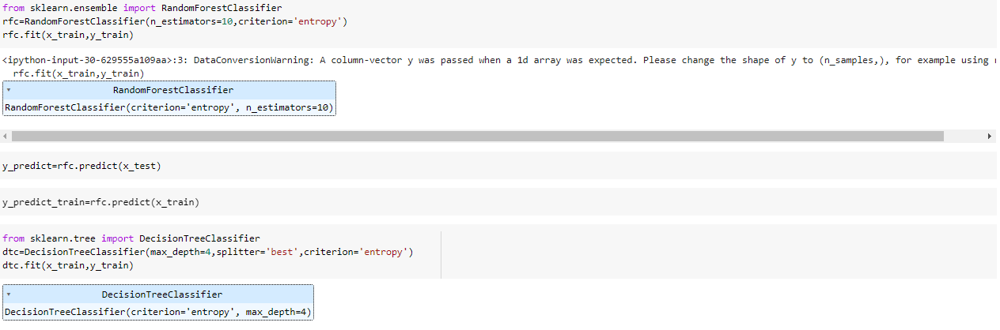 from sklearn.ensemble import RandomForestClassifier
rfc=RandomForestClassifier(n_estimators=10,criterion='entropy')
rfc.fit(x_train,y_train)
<ipython-input-30-629555a109aa>:3: DataConversionWarning: A column-vector y was passed when a 1d array was expected. Please change the shape of y to (n_samples,), for example using
rfc.fit(x_train,y_train)
RandomForestClassifier
RandomForestClassifier(criterion='entropy', n_estimators=10)
y_predict=rfc.predict(x_test)
y_predict_train=rfc.predict(x_train)
from sklearn.tree import DecisionTreeClassifier
dtc=DecisionTreeClassifier(max_depth=4,splitter='best',criterion='entropy')
dtc.fit(x_train,y_train)
DecisionTreeClassifier
DecisionTreeClassifier(criterion='entropy', max_depth=4)